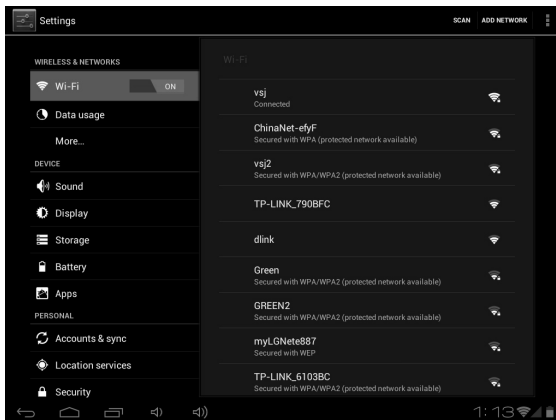 Settings
SCAN
ADD NETWORK
WIRELESS & NETWORKS
Wi-Fi
ON
Data usage
More...
DEVICE
Sound
Display
Storage
Battery
Apps
PERSONAL
Accounts & sync
Location services
Security
Wi-Fi
vsj
Connected
ChinaNet-efyF
Secured with WPA (protected network available)
vsj2
Secured with WPA/WPA2 (protected network available)
TP-LINK_790BFC
dlink
Green
Secured with WPA/WPA2 (protected network available)
GREEN2
Secured with WPA/WPA2 (protected network available)
myLGNete887
Secured with WEP
TP-LINK_6103BC
Secured with WPA/WPA2 (protected network available)
1:13